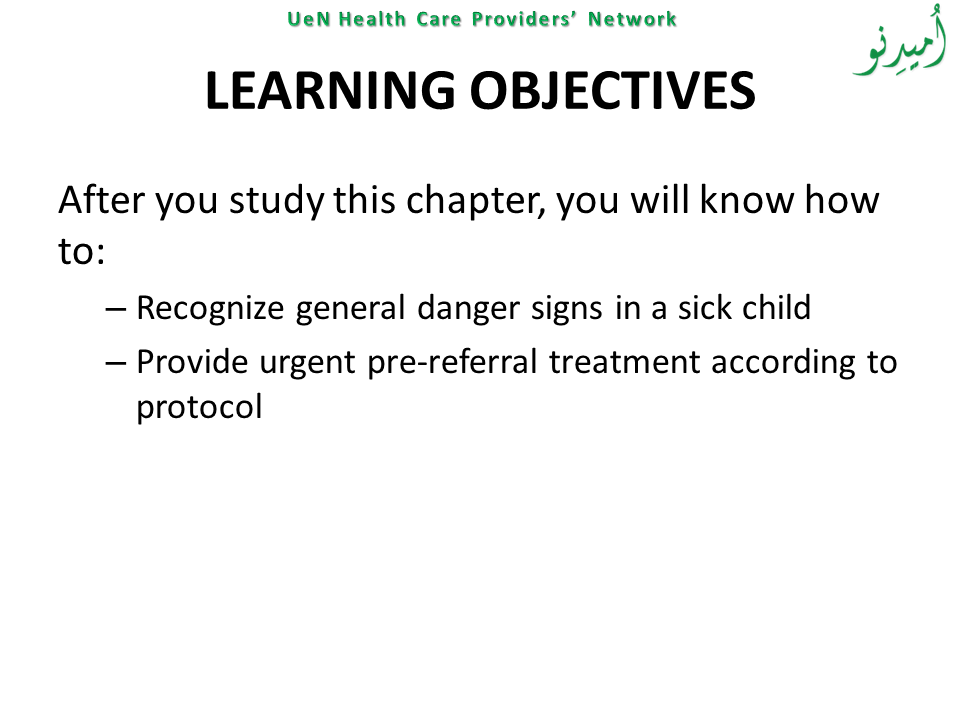 UeN Health Care Providers’ Network
اُميدِنو
LEARNING OBJECTIVES
After you study this chapter, you will know how
to:
– Recognize general danger signs in a sick child
– Provide urgent pre-referral treatment according to
protocol